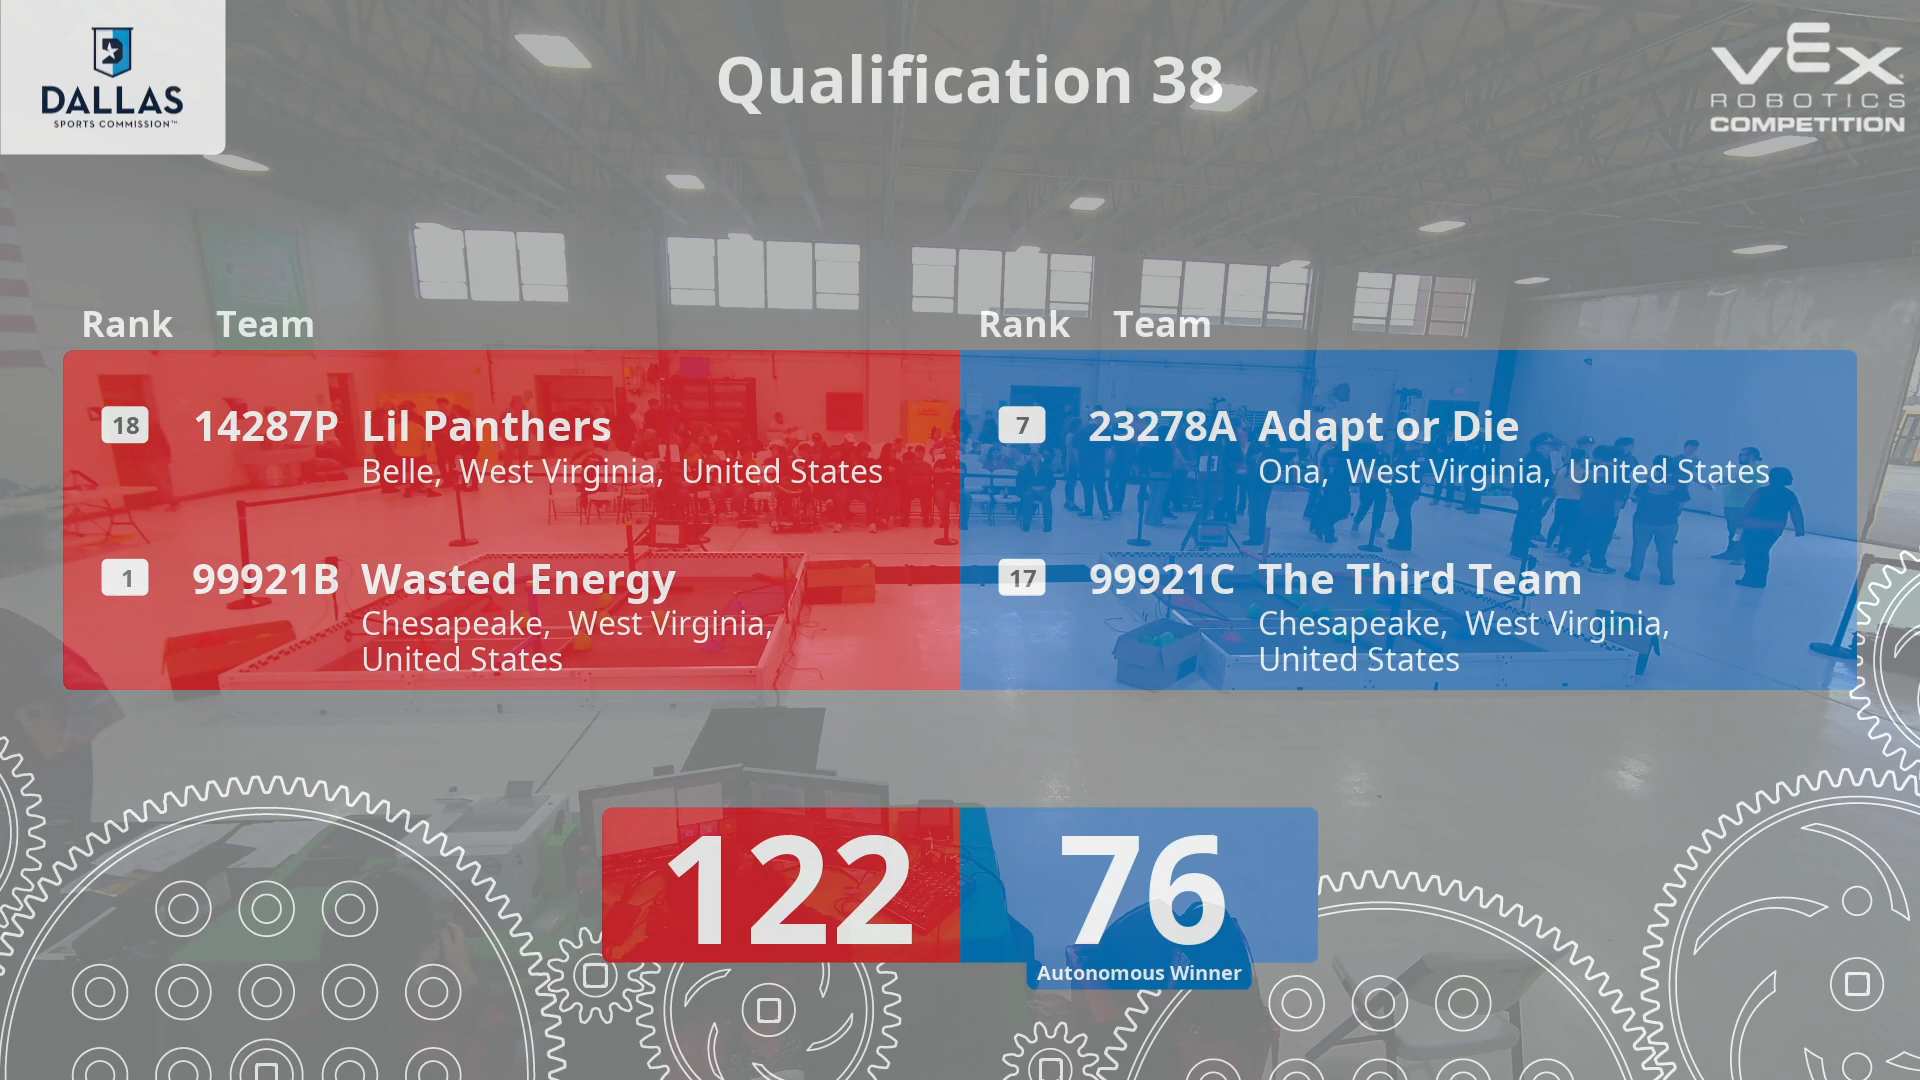 DALLAS
SPORTS COMMISSION™
Qualification 38
VEX
ROBOTICS
COMPETITION
Rank Team
18 14287P Lil Panthers
Belle, West Virginia, United States
1 99921B Wasted Energy
Chesapeake, West Virginia,
United States
Rank Team
7 23278A Adapt or Die
Ona, West Virginia, United States
17 99921C The Third Team
Chesapeake, West Virginia,
United States
122
76
Autonomous Winner